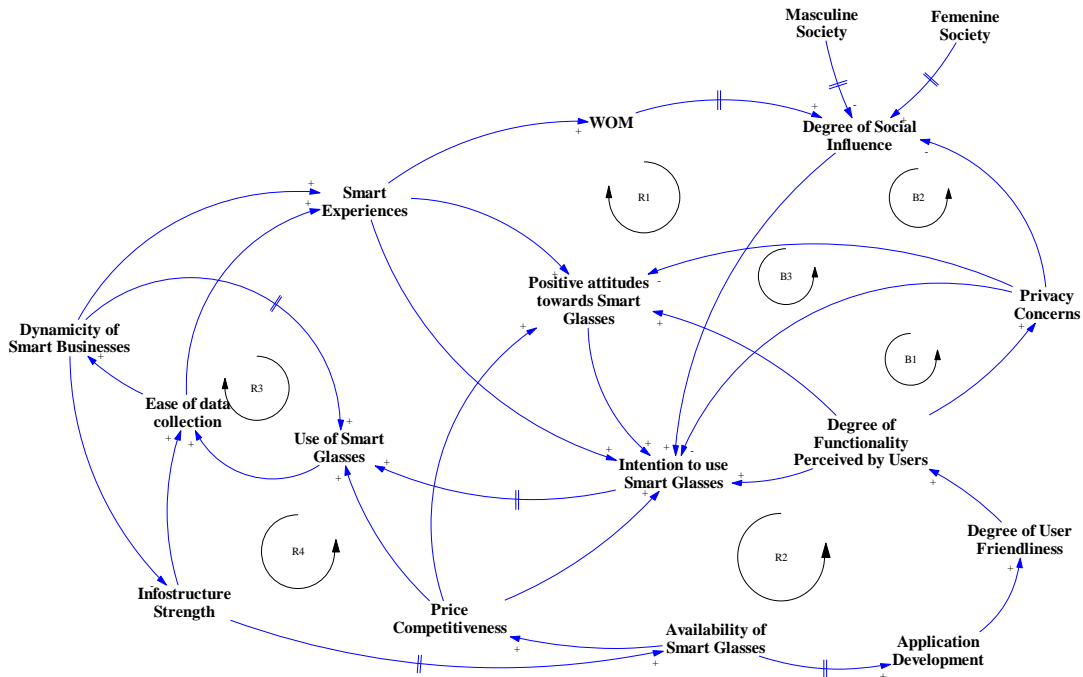 Masculine
Society
Femenine
Society
WOM
Degree of Social
Influence
Smart
Experiences
R1
B2
Positive attitudes
towards Smart
Glasses
B3
Privacy
Concerns
Dynamicity of
Smart Businesses
B1
R3
Ease of data
collection
Use of Smart
Glasses
Degree of
Functionality
Perceived by Users
Intention to use
Smart Glasses
R4
R2
Degree of User
Friendliness
Infostructure
Strength
Price
Competitiveness
Availability of
Smart Glasses
Application
Development